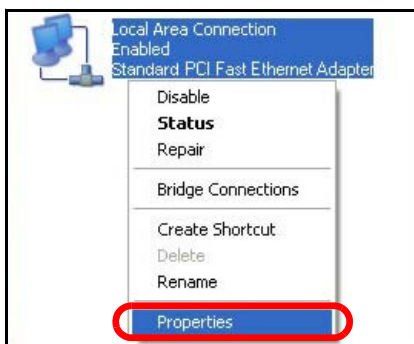 Local Area Connection
Enabled
Standard PCI Fast Ethernet Adapter
Disable
Status
Repair
Bridge Connections
Create Shortcut
Delete
Rename
Properties